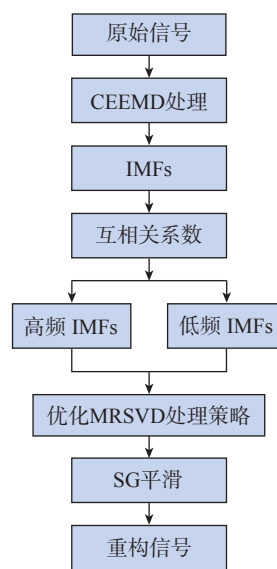 原始信号
CEEMD处理
IMFs
互相关系数
高频 IMFs
低频 IMFs
优化MRSVD处理策略
SG平滑
重构信号